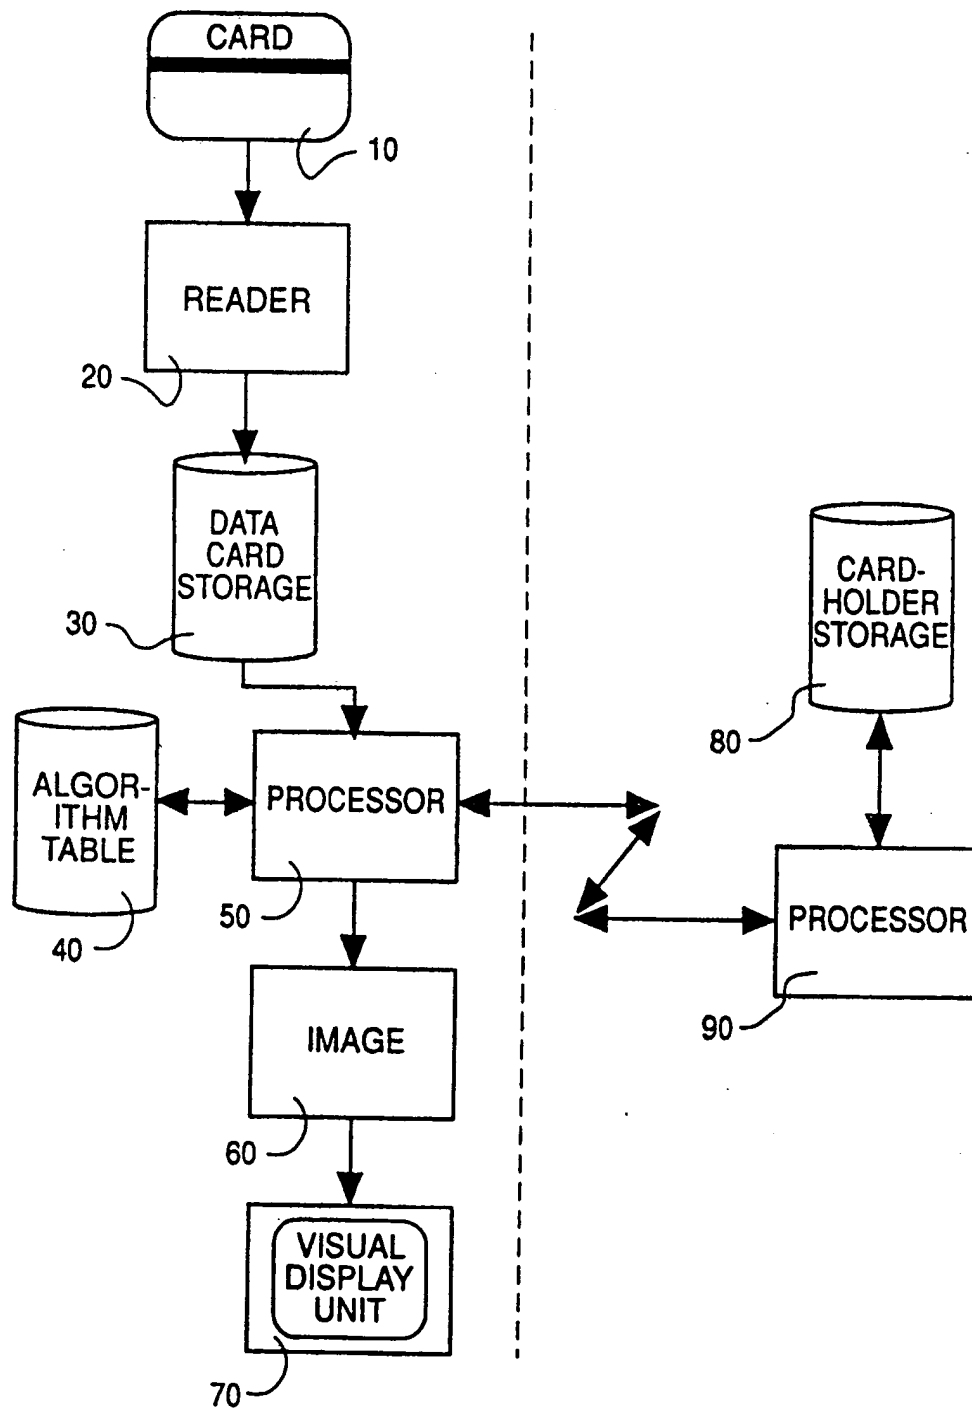 CARD
10
READER
20
DATA
CARD
STORAGE
30
ALGOR-
ITHM
TABLE
40
PROCESSOR
50
IMAGE
60
VISUAL
DISPLAY
UNIT
70
CARD-
HOLDER
STORAGE
80
PROCESSOR
90